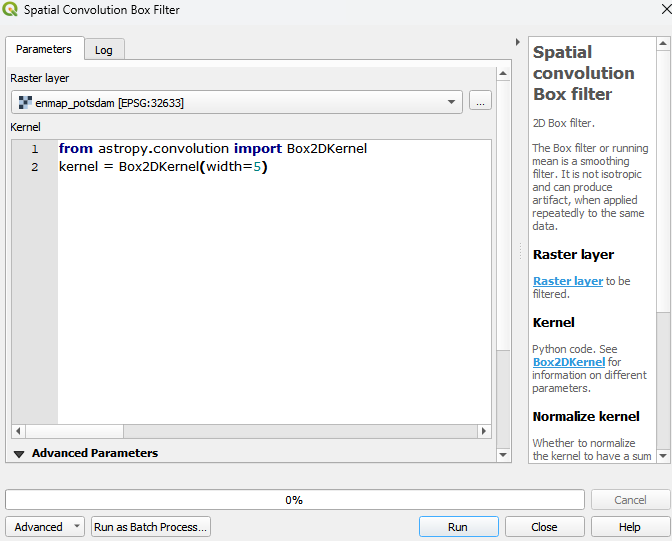 Spatial Convolution Box Filter
Parameters
Log
Raster layer
enmap_potsdam [EPSG:32633]
...
Kernel
1 from astropy.convolution import Box2DKernel
2 kernel = Box2DKernel(width=5)
Advanced Parameters
Spatial
convolution
Box filter
2D Box filter.
The Box filter or running
mean is a smoothing
filter. It is not isotropic
and can produce
artifact, when applied
repeatedly to the same
data.
Raster layer
Raster layer to be
filtered.
Kernel
Python code. See
Box2DKernel for
information on different
parameters.
Normalize kernel
Whether to normalize
the kernel to have a sum
0%
Cancel
Advanced
Run as Batch Process...
Run
Close
Help